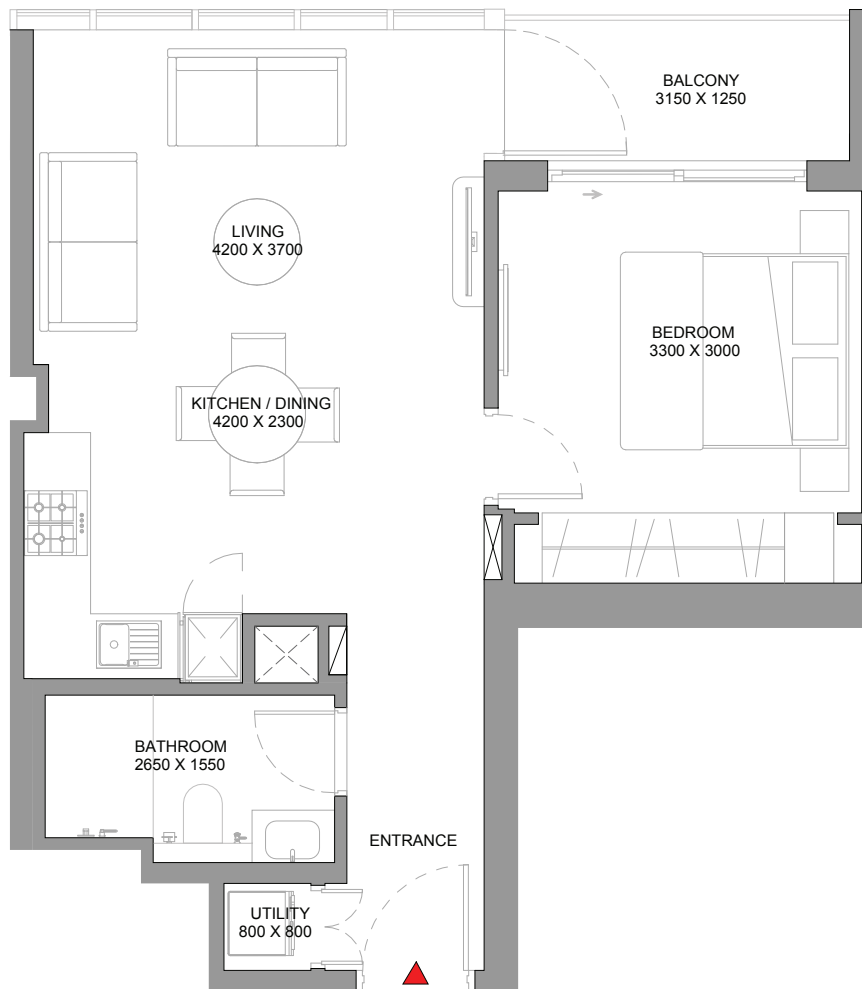 BALCONY
3150 X 1250
LIVING
4200 X 3700
BEDROOM
3300 X 3000
KITCHEN / DINING
4200 X 2300
BATHROOM
2650 X 1550
ENTRANCE
UTILITY
800 X 800